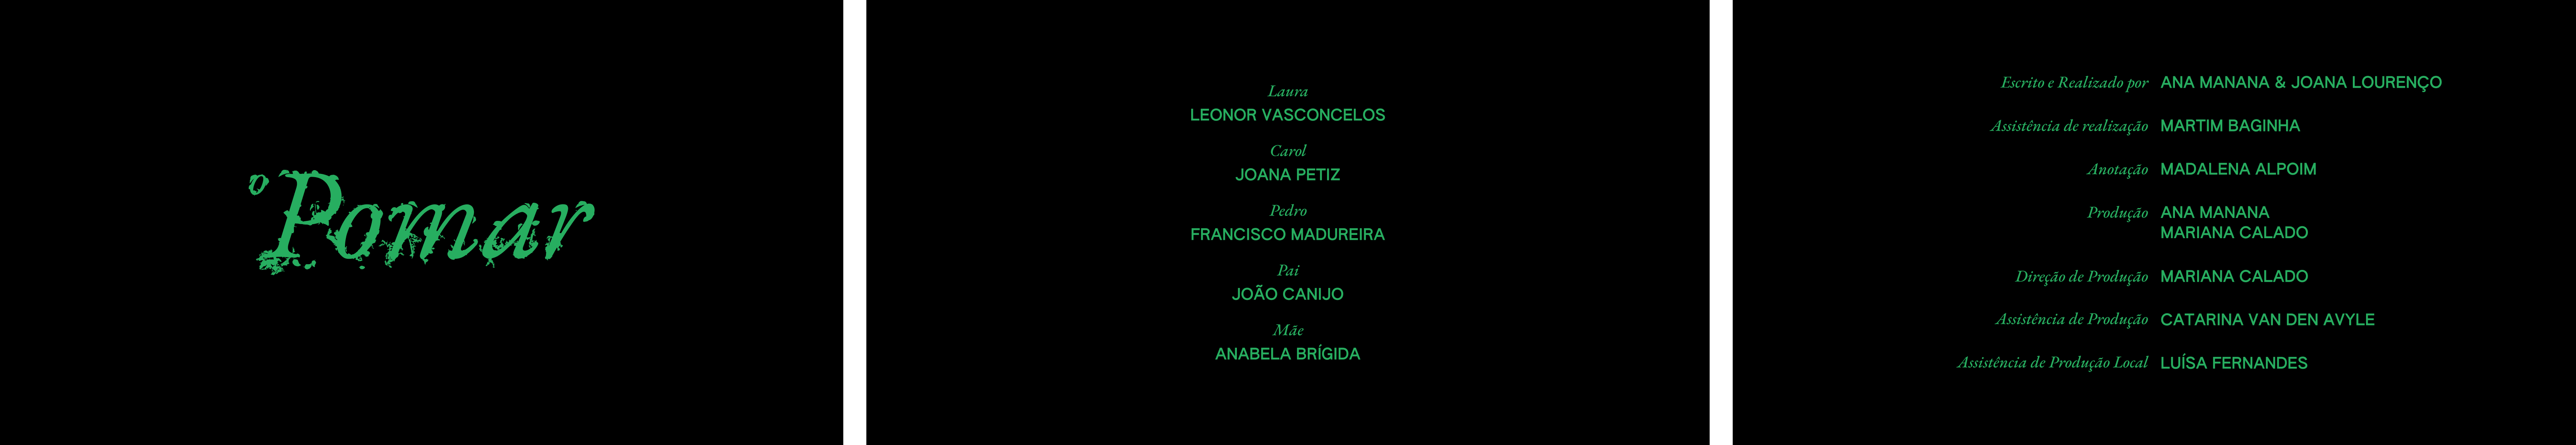 o Pomar
Laura
LEONOR VASCONCELOS
Carol
JOANA PETIZ
Pedro
FRANCISCO MADUREIRA
Pai
JOÃO CANIJO
Mãe
ANABELA BRÍGIDA
Escrito e Realizado por ANA MANANA & JOANA LOURENÇO
Assistência de realização MARTIM BAGINHA
Anotação MADALENA ALPOIM
Produção ANA MANANA
MARIANA CALADO
Direção de Produção MARIANA CALADO
Assistência de Produção CATARINA VAN DEN AVYLE
Assistência de Produção Local LUÍSA FERNANDES